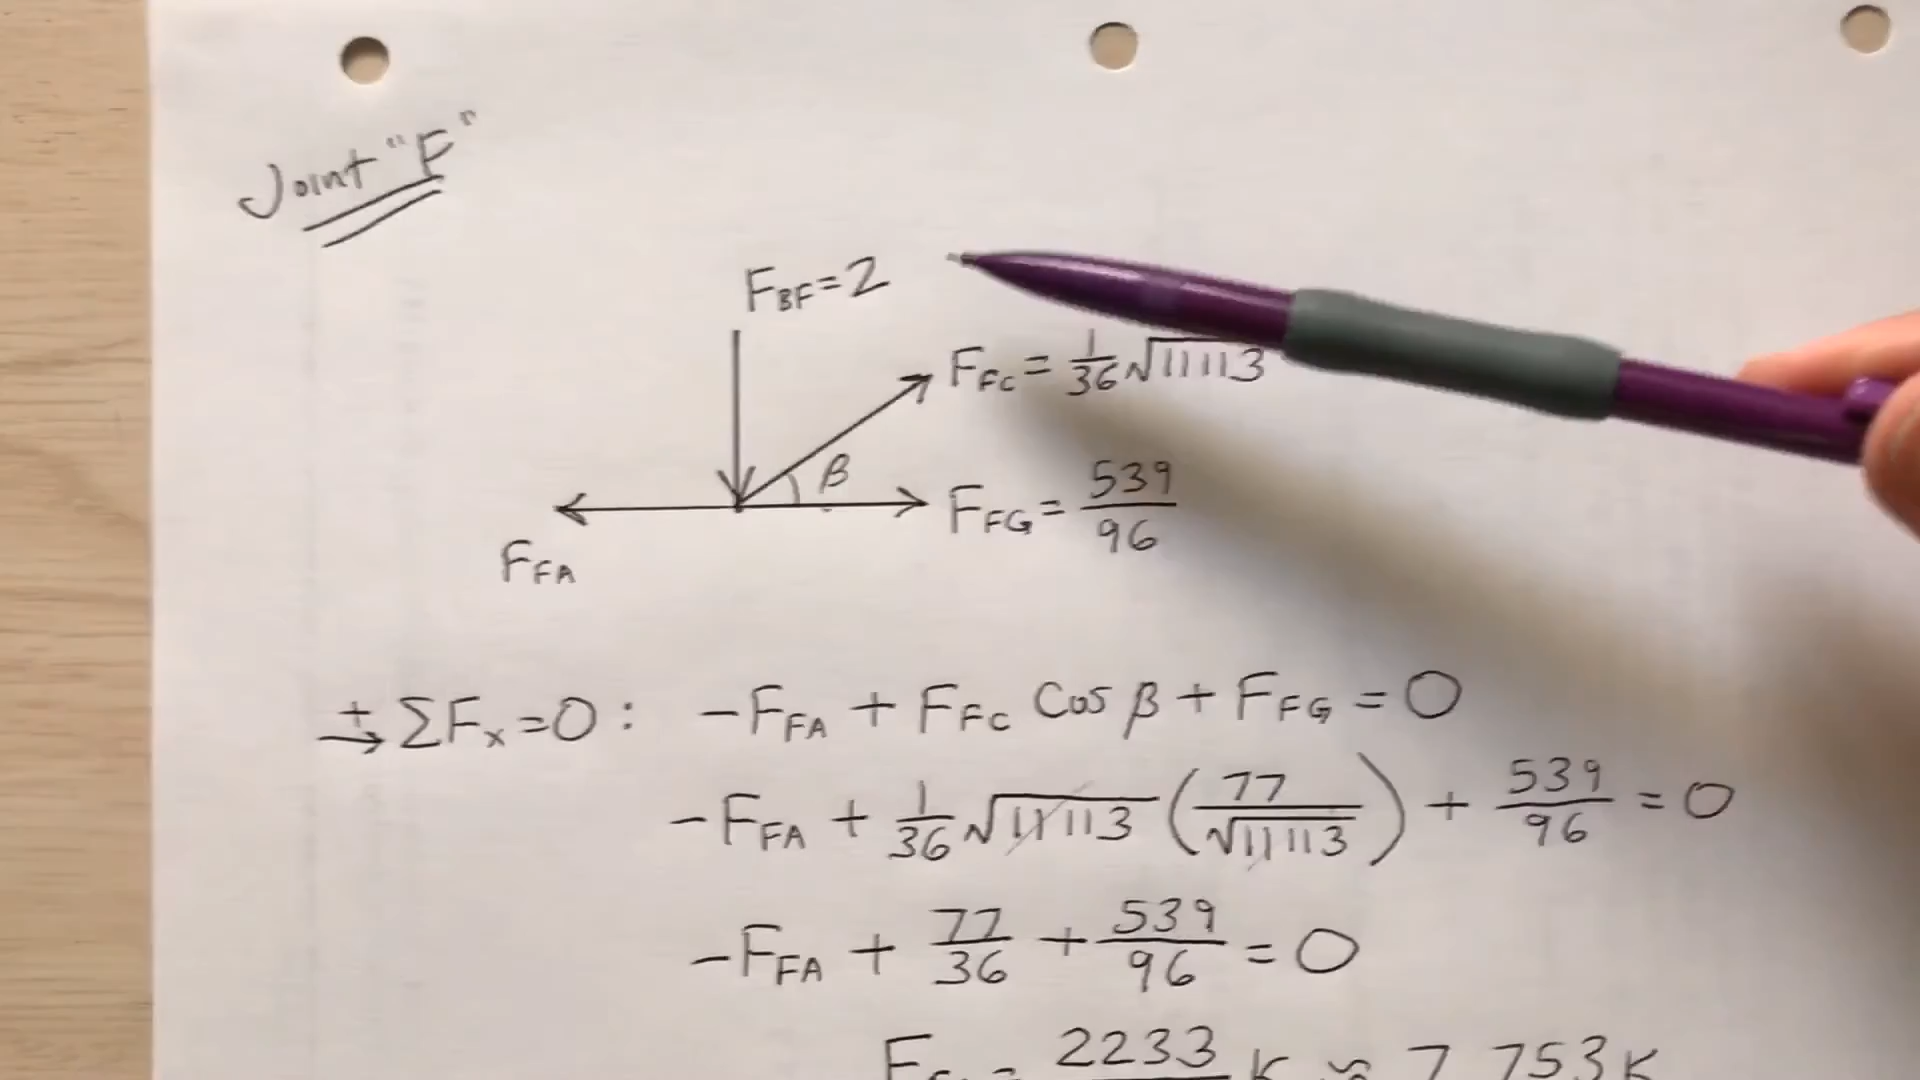 Joint "F"
F_BF = 2
F_FC = 1/36 √11113
β
F_FG = 539/96
F_FA
+→ ΣF_x = 0 : -F_FA + F_FC Cos β + F_FG = 0
-F_FA + 1/36 √11113 (77/√11113) + 539/96 = 0
-F_FA + 77/36 + 539/96 = 0
= 2233 K ≈ 7.753 K